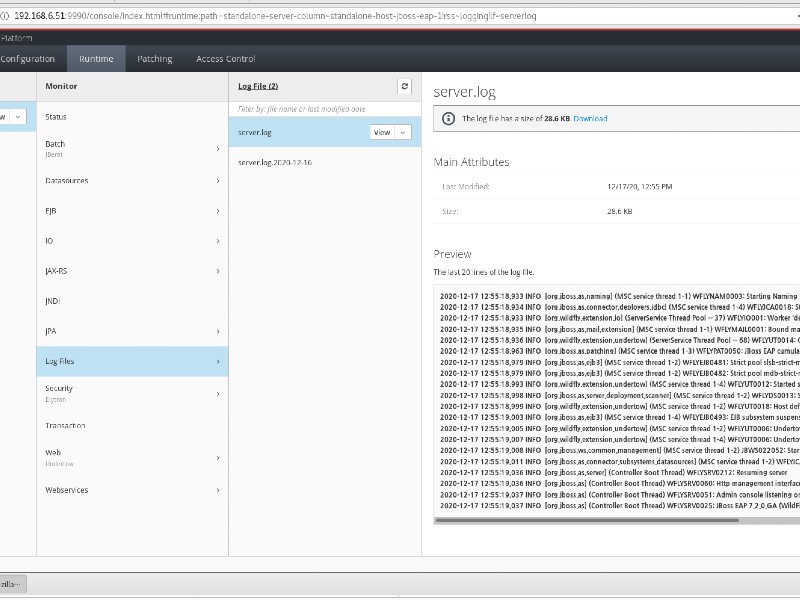 192.168.6.51:9990/console/index.html#runtime;path=standalone-server-column~standalone-host-jboss-eap-1!rss~logging!lf~serverlog
Platform
Configuration
Runtime
Patching
Access Control
Monitor
Status
Batch
JBeret
Datasources
EJB
IO
JAX-RS
JNDI
JPA
Log Files
Security
Elytron
Transaction
Web
Undertow
Webservices
Log File (2)
Filter by: file name or last modified date
server.log
View
server.log.2020-12-16
server.log
The log file has a size of 28.6 KB Download
Main Attributes
Last Modified: 12/17/20, 12:55 PM
Size: 28.6 KB
Preview
The last 20 lines of the log file.
2020-12-17 12:55:18,933 INFO [org.jboss.as.naming] (MSC service thread 1-1) WFLYNAM0003: Starting Naming
2020-12-17 12:55:18,934 INFO [org.jboss.as.connector.deployers.jdbc] (MSC service thread 1-4) WFLYJCA0018: S
2020-12-17 12:55:18,933 INFO [org.wildfly.extension.io] (ServerService Thread Pool -- 37) WFLYIO001: Worker 'de
2020-12-17 12:55:18,935 INFO [org.jboss.as.mail.extension] (MSC service thread 1-1) WFLYMAIL0001: Bound ma
2020-12-17 12:55:18,936 INFO [org.wildfly.extension.undertow] (ServerService Thread Pool -- 68) WFLYUT0014: C
2020-12-17 12:55:18,963 INFO [org.jboss.as.patching] (MSC service thread 1-3) WFLYPAT0050: JBoss EAP cumula
2020-12-17 12:55:18,979 INFO [org.jboss.as.ejb3] (MSC service thread 1-2) WFLYEJB0481: Strict pool slsb-strict-m
2020-12-17 12:55:18,979 INFO [org.jboss.as.ejb3] (MSC service thread 1-2) WFLYEJB0482: Strict pool mdb-strict-m
2020-12-17 12:55:18,993 INFO [org.wildfly.extension.undertow] (MSC service thread 1-4) WFLYUT0012: Started s
2020-12-17 12:55:18,998 INFO [org.jboss.as.server.deployment.scanner] (MSC service thread 1-2) WFLYDS0013: S
2020-12-17 12:55:18,999 INFO [org.wildfly.extension.undertow] (MSC service thread 1-2) WFLYUT0018: Host def
2020-12-17 12:55:19,003 INFO [org.jboss.as.ejb3] (MSC service thread 1-4) WFLYEJB0493: EJB subsystem suspens
2020-12-17 12:55:19,005 INFO [org.wildfly.extension.undertow] (MSC service thread 1-2) WFLYUT0006: Undertow
2020-12-17 12:55:19,007 INFO [org.wildfly.extension.undertow] (MSC service thread 1-4) WFLYUT0006: Undertow
2020-12-17 12:55:19,008 INFO [org.jboss.ws.common.management] (MSC service thread 1-2) JBWS022052: Star
2020-12-17 12:55:19,011 INFO [org.jboss.as.connector.subsystems.datasources] (MSC service thread 1-2) WFLYJC
2020-12-17 12:55:19,036 INFO [org.jboss.as.server] (Controller Boot Thread) WFLYSRV0212: Resuming server
2020-12-17 12:55:19,036 INFO [org.jboss.as] (Controller Boot Thread) WFLYSRV0060: Http management interface
2020-12-17 12:55:19,037 INFO [org.jboss.as] (Controller Boot Thread) WFLYSRV0051: Admin console listening on
2020-12-17 12:55:19,037 INFO [org.jboss.as] (Controller Boot Thread) WFLYSRV0025: JBoss EAP 7.2.0.GA (WildF